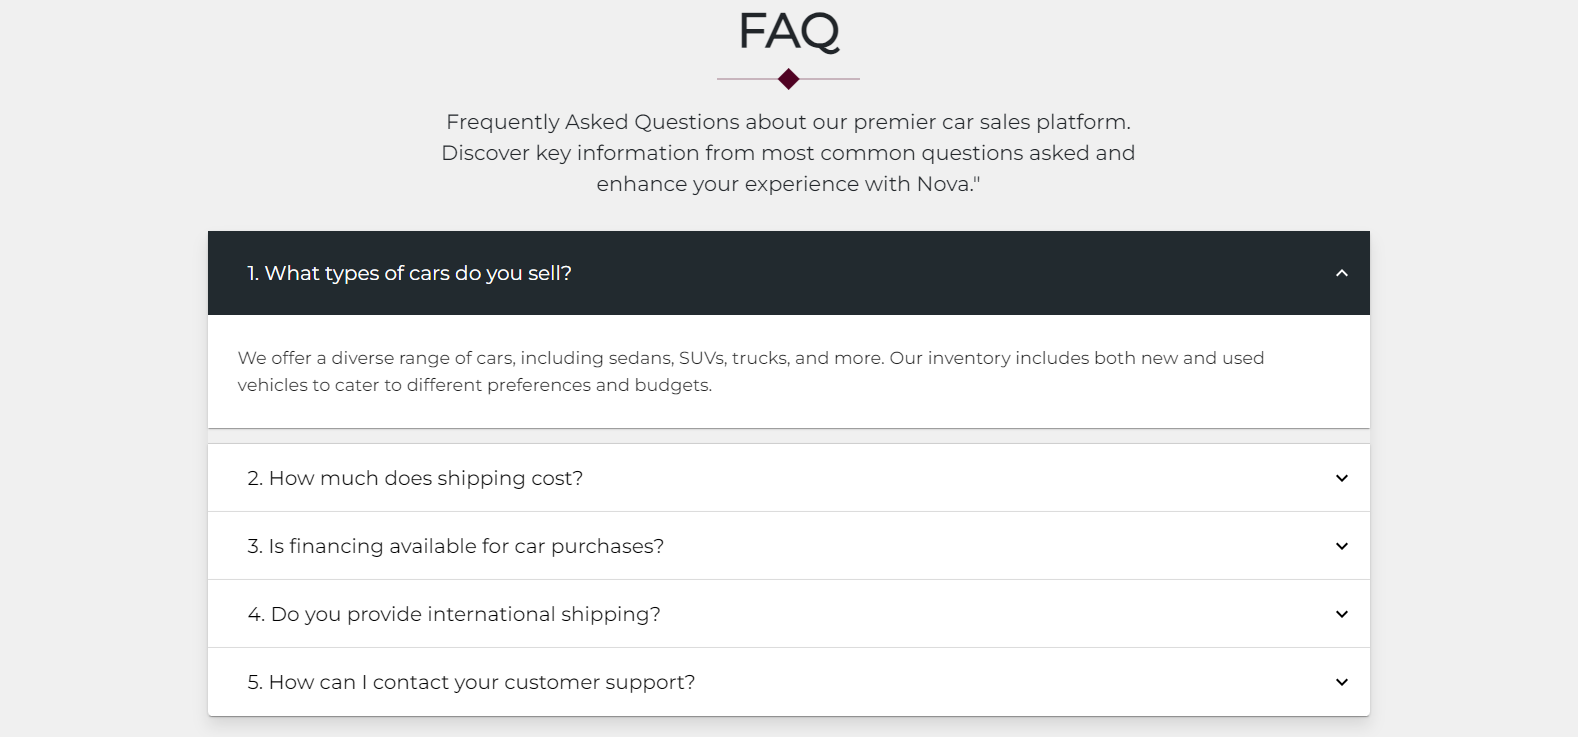 FAQ
Frequently Asked Questions about our premier car sales platform.
Discover key information from most common questions asked and
enhance your experience with Nova."
1. What types of cars do you sell?
We offer a diverse range of cars, including sedans, SUVs, trucks, and more. Our inventory includes both new and used
vehicles to cater to different preferences and budgets.
2. How much does shipping cost?
3. Is financing available for car purchases?
4. Do you provide international shipping?
5. How can I contact your customer support?